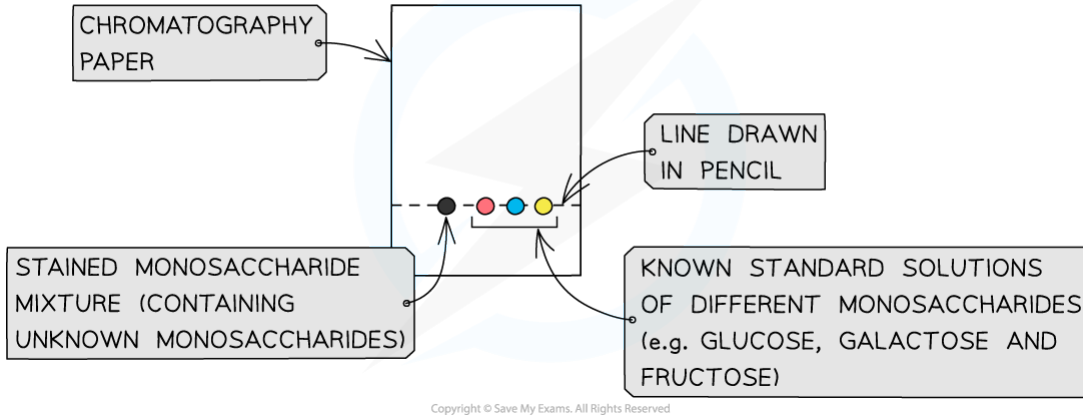 CHROMATOGRAPHY
PAPER
LINE DRAWN
IN PENCIL
STAINED MONOSACCHARIDE
MIXTURE (CONTAINING
UNKNOWN MONOSACCHARIDES)
KNOWN STANDARD SOLUTIONS
OF DIFFERENT MONOSACCHARIDES
(e.g. GLUCOSE, GALACTOSE AND
FRUCTOSE)
Copyright © Save My Exams. All Rights Reserved